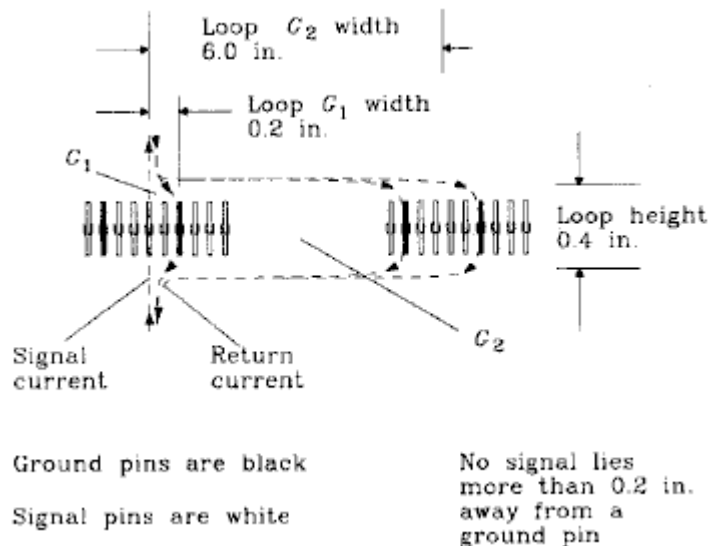 Loop G₂ width
6.0 in.
Loop G₁ width
0.2 in.
G₁
Loop height
0.4 in.
G₂
Signal
current
Return
current
Ground pins are black
Signal pins are white
No signal lies
more than 0.2 in.
away from a
ground pin